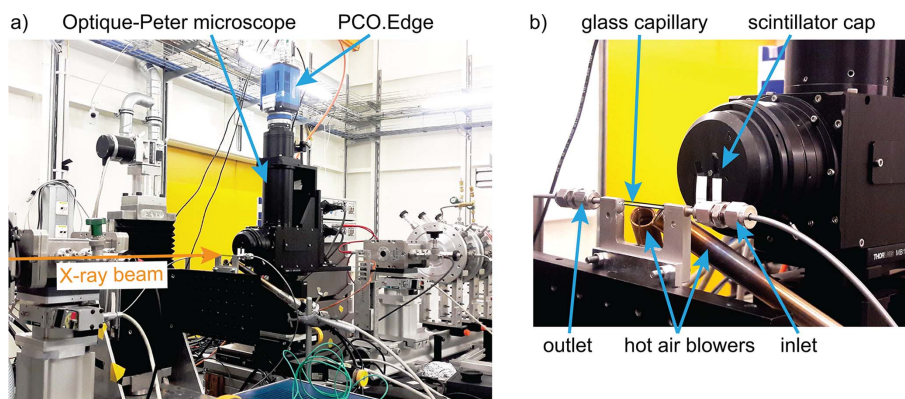 a)
Optique-Peter microscope
PCO.Edge
X-ray beam
b)
glass capillary
scintillator cap
THORLABS
outlet
hot air blowers
inlet